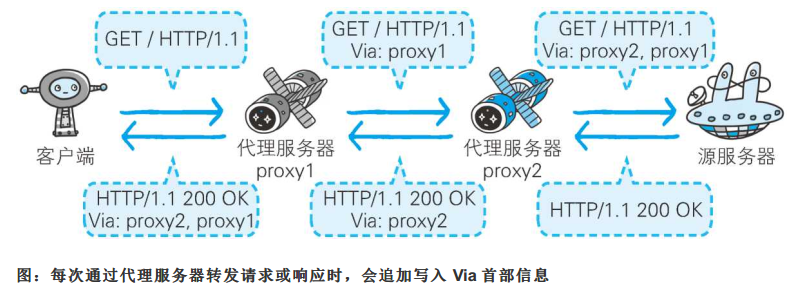 GET / HTTP/1.1
GET / HTTP/1.1
Via: proxy1
GET / HTTP/1.1
Via: proxy2, proxy1
客户端
代理服务器
proxy1
代理服务器
proxy2
源服务器
HTTP/1.1 200 OK
Via: proxy2, proxy1
HTTP/1.1 200 OK
Via: proxy2
HTTP/1.1 200 OK
图：每次通过代理服务器转发请求或响应时，会追加写入 Via 首部信息